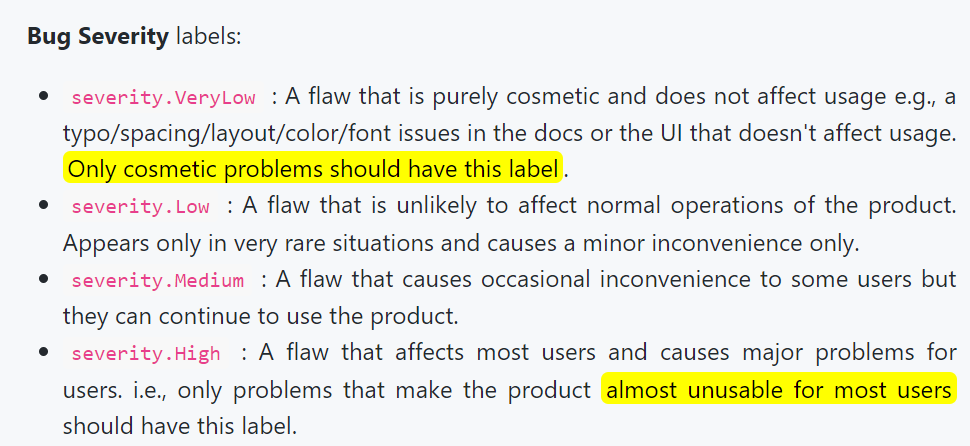 Bug Severity labels:
• severity.VeryLow : A flaw that is purely cosmetic and does not affect usage e.g., a
typo/spacing/layout/color/font issues in the docs or the UI that doesn't affect usage.
Only cosmetic problems should have this label.
• severity.Low : A flaw that is unlikely to affect normal operations of the product.
Appears only in very rare situations and causes a minor inconvenience only.
• severity.Medium : A flaw that causes occasional inconvenience to some users but
they can continue to use the product.
• severity.High : A flaw that affects most users and causes major problems for
users. i.e., only problems that make the product almost unusable for most users
should have this label.